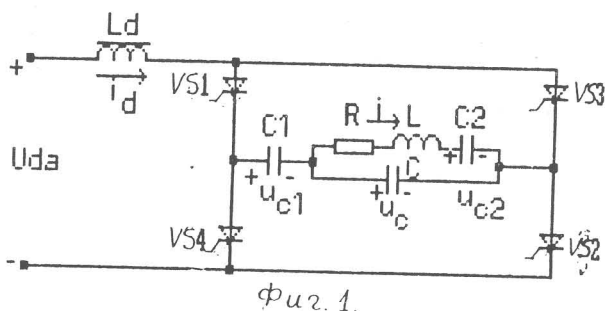 Ld
+
id
VS1
VS3
R i L C2
C1
+ -
Uda
+ -
uc1
C
+ -
uc
uc2
VS4
VS2
-
Фиг. 1.